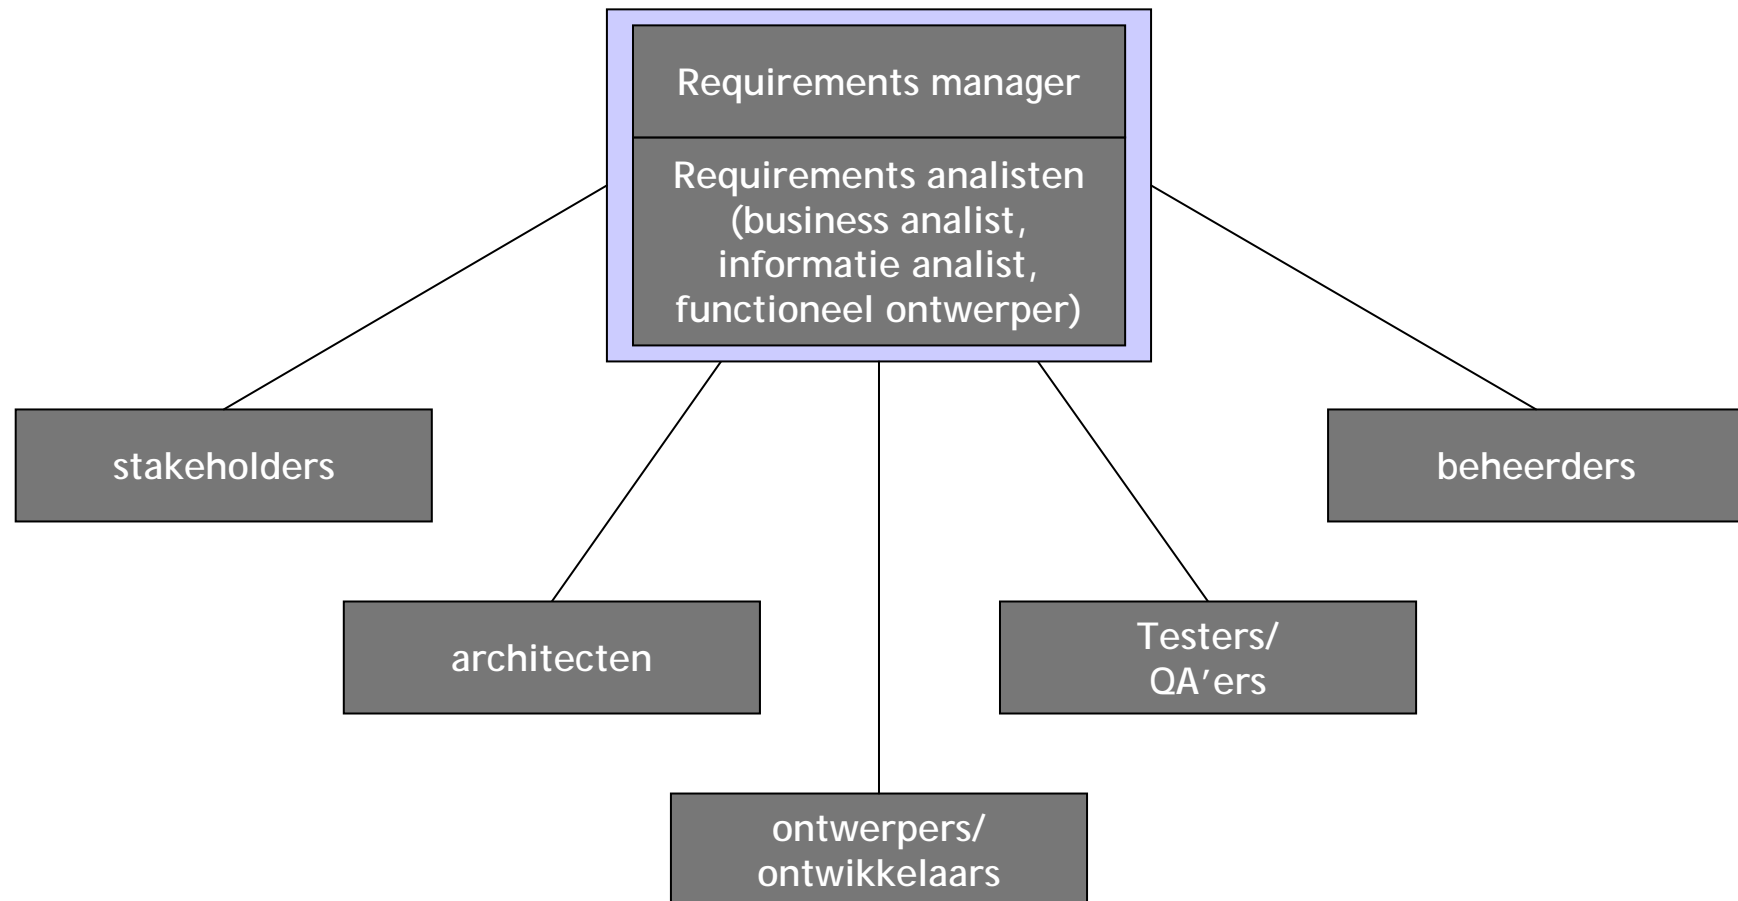 Requirements manager
Requirements analisten
(business analist,
informatie analist,
functioneel ontwerper)
stakeholders
beheerders
architecten
Testers/
QA’ers
ontwerpers/
ontwikkelaars